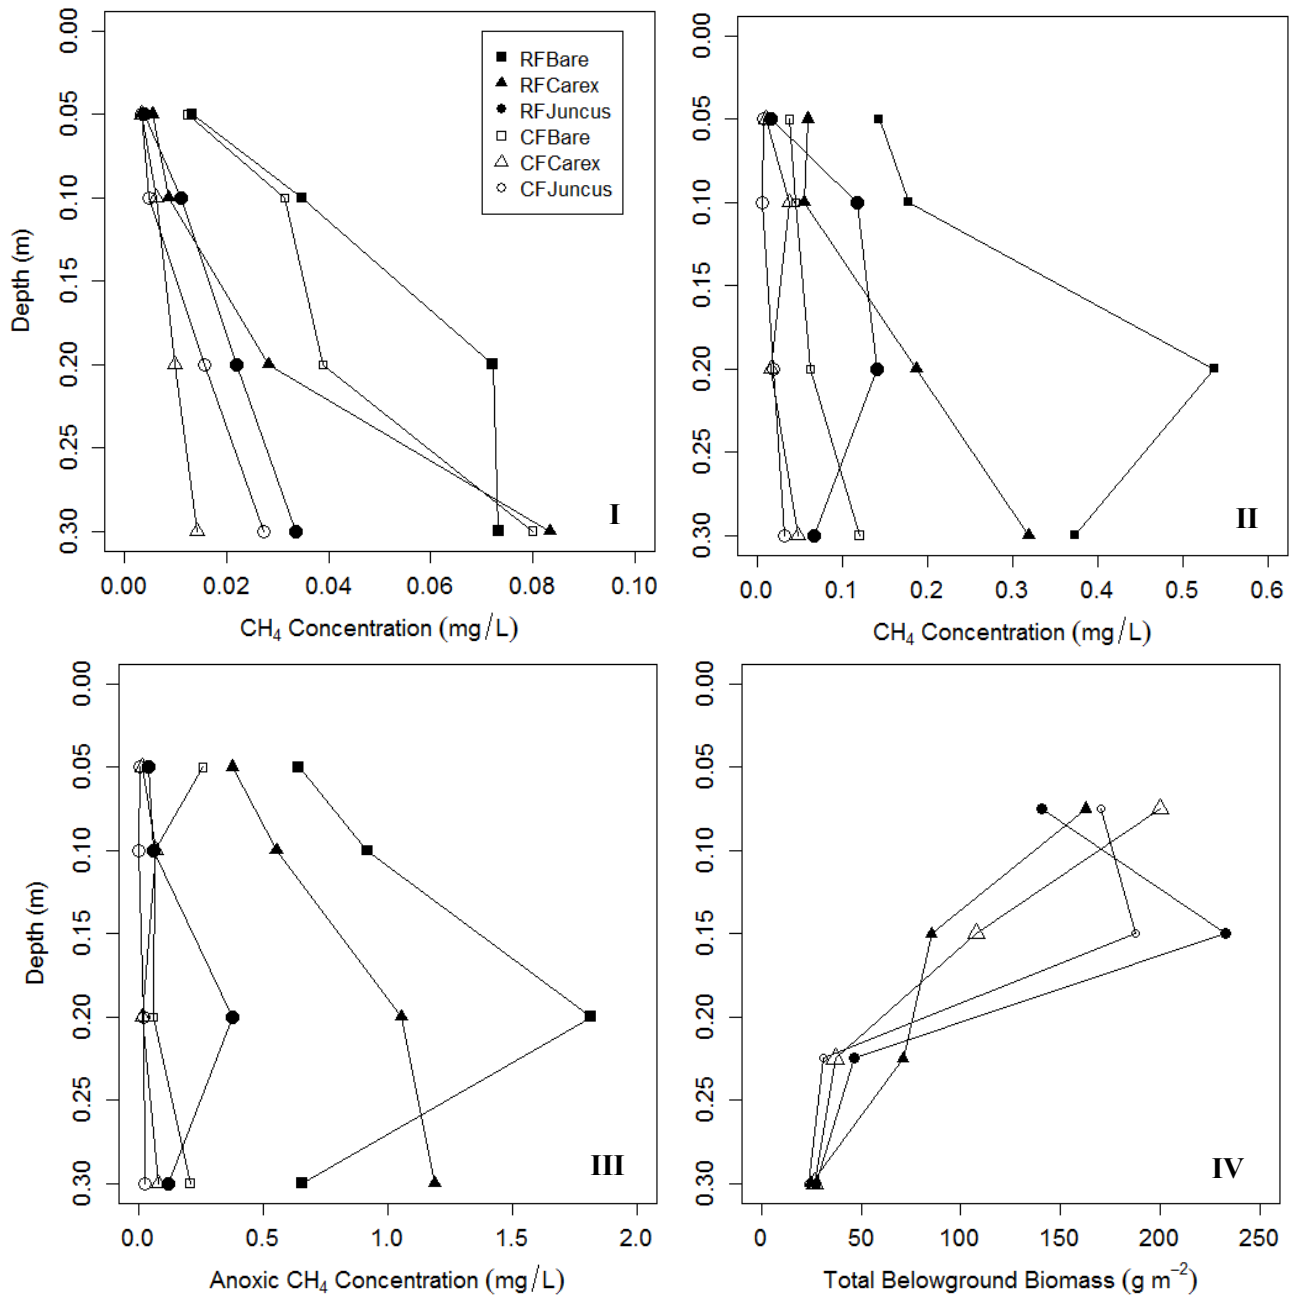 0.00
0.05
0.10
0.15
0.20
0.25
0.30
Depth (m)
RFBare
RFCarex
RFJuncus
CFBare
CFCarex
CFJuncus
I
0.00 0.02 0.04 0.06 0.08 0.10
CH₄ Concentration (mg/L)
0.00
0.05
0.10
0.15
0.20
0.25
0.30
II
0.0 0.1 0.2 0.3 0.4 0.5 0.6
CH₄ Concentration (mg/L)
0.00
0.05
0.10
0.15
0.20
0.25
0.30
Depth (m)
III
0.0 0.5 1.0 1.5 2.0
Anoxic CH₄ Concentration (mg/L)
0.00
0.05
0.10
0.15
0.20
0.25
0.30
IV
0 50 100 150 200 250
Total Belowground Biomass (g m⁻²)